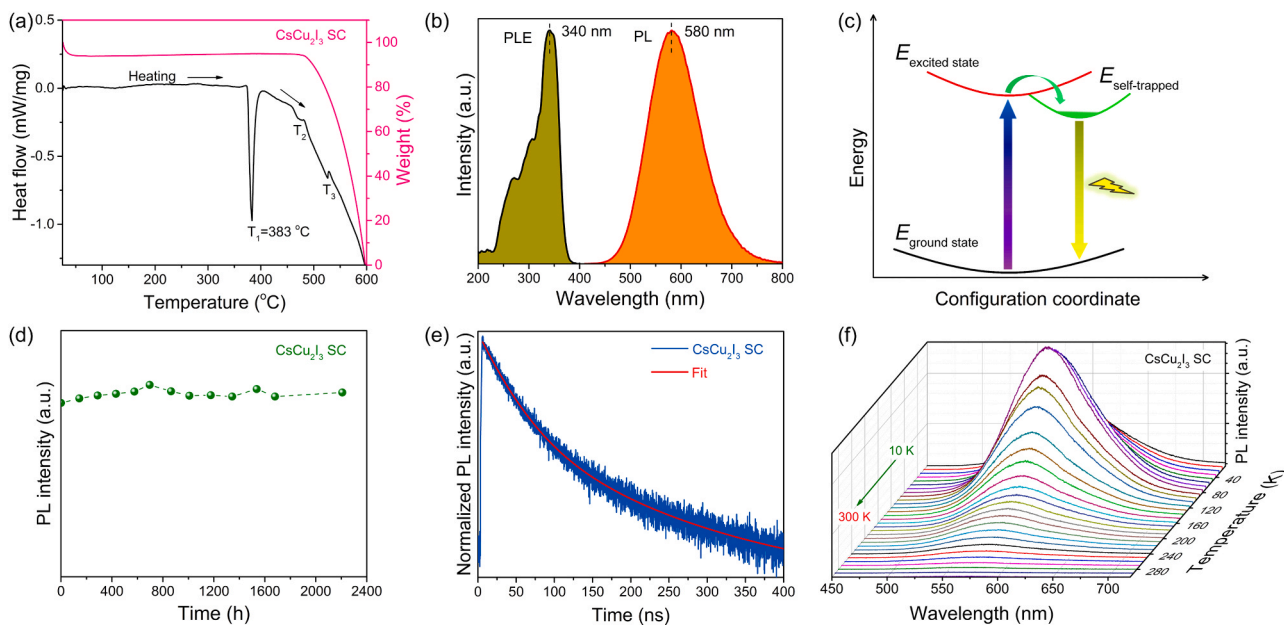 (a)
CsCu₂I₃ SC
Heating
T₁=383 °C
T₂
T₃
0.5
0.0
-0.5
-1.0
Heat flow (mW/mg)
100
80
60
40
20
0
Weight (%)
100 200 300 400 500 600
Temperature (°C)
(b)
PLE
340 nm
PL
580 nm
Intensity (a.u.)
200 300 400 500 600 700 800
Wavelength (nm)
(c)
E excited state
E self-trapped
E ground state
Energy
Configuration coordinate
(d)
CsCu₂I₃ SC
PL intensity (a.u.)
0 400 800 1200 1600 2000 2400
Time (h)
(e)
CsCu₂I₃ SC
Fit
Normalized PL intensity (a.u.)
0 50 100 150 200 250 300 350 400
Time (ns)
(f)
CsCu₂I₃ SC
10 K
300 K
PL intensity (a.u.)
40
80
120
160
200
240
280
Temperature (K)
450 500 550 600 650 700
Wavelength (nm)